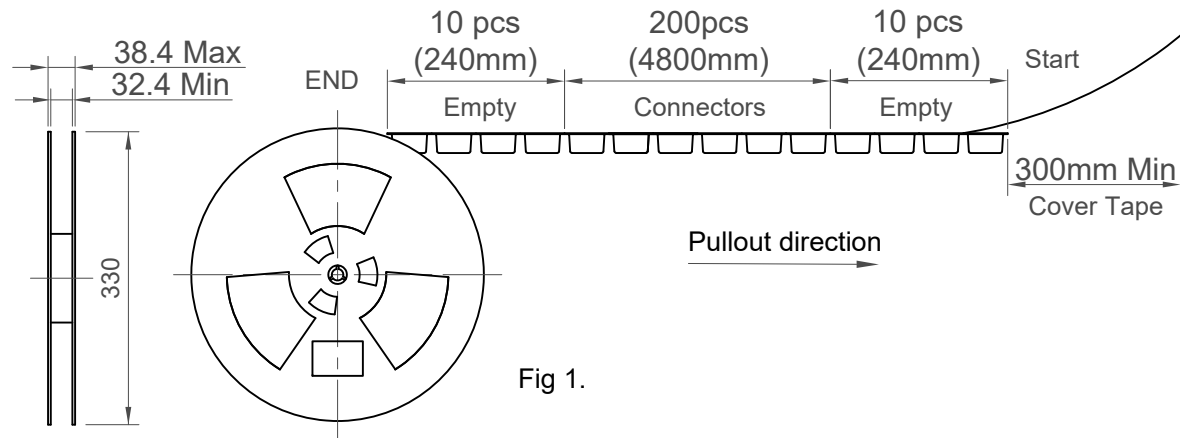 38.4 Max
32.4 Min
330
END
10 pcs
(240mm)
Empty
200pcs
(4800mm)
Connectors
10 pcs
(240mm)
Empty
Start
300mm Min
Cover Tape
Pullout direction
Fig 1.